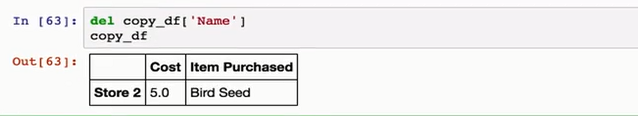 In [63]: del copy_df['Name']
copy_df
Out[63]:
Cost Item Purchased
Store 2 5.0 Bird Seed